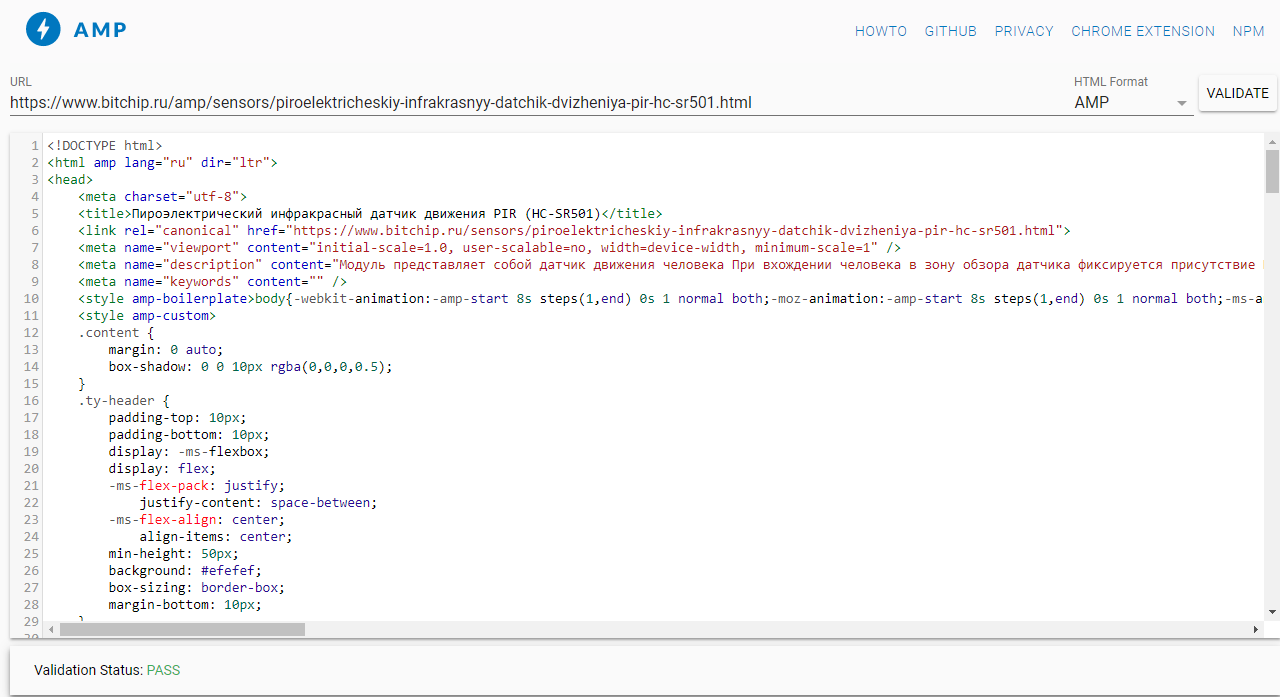 AMP
HOWTO GITHUB PRIVACY CHROME EXTENSION NPM
URL
https://www.bitchip.ru/amp/sensors/piroelektricheskiy-infrakrasnyy-datchik-dvizheniya-pir-hc-sr501.html
HTML Format
AMP
VALIDATE
1 <!DOCTYPE html>
2 <html amp lang="ru" dir="ltr">
3 <head>
4 <meta charset="utf-8">
5 <title>Пироэлектрический инфракрасный датчик движения PIR (HC-SR501)</title>
6 <link rel="canonical" href="https://www.bitchip.ru/sensors/piroelektricheskiy-infrakrasnyy-datchik-dvizheniya-pir-hc-sr501.html">
7 <meta name="viewport" content="initial-scale=1.0, user-scalable=no, width=device-width, minimum-scale=1" />
8 <meta name="description" content="Модуль представляет собой датчик движения человека При вхождении человека в зону обзора датчика фиксируется присутствие
9 <meta name="keywords" content="" />
10 <style amp-boilerplate>body{-webkit-animation:-amp-start 8s steps(1,end) 0s 1 normal both;-moz-animation:-amp-start 8s steps(1,end) 0s 1 normal both;-ms-a
11 <style amp-custom>
12 .content {
13 margin: 0 auto;
14 box-shadow: 0 0 10px rgba(0,0,0,0.5);
15 }
16 .ty-header {
17 padding-top: 10px;
18 padding-bottom: 10px;
19 display: -ms-flexbox;
20 display: flex;
21 -ms-flex-pack: justify;
22 justify-content: space-between;
23 -ms-flex-align: center;
24 align-items: center;
25 min-height: 50px;
26 background: #efefef;
27 box-sizing: border-box;
28 margin-bottom: 10px;
29 }
Validation Status: PASS